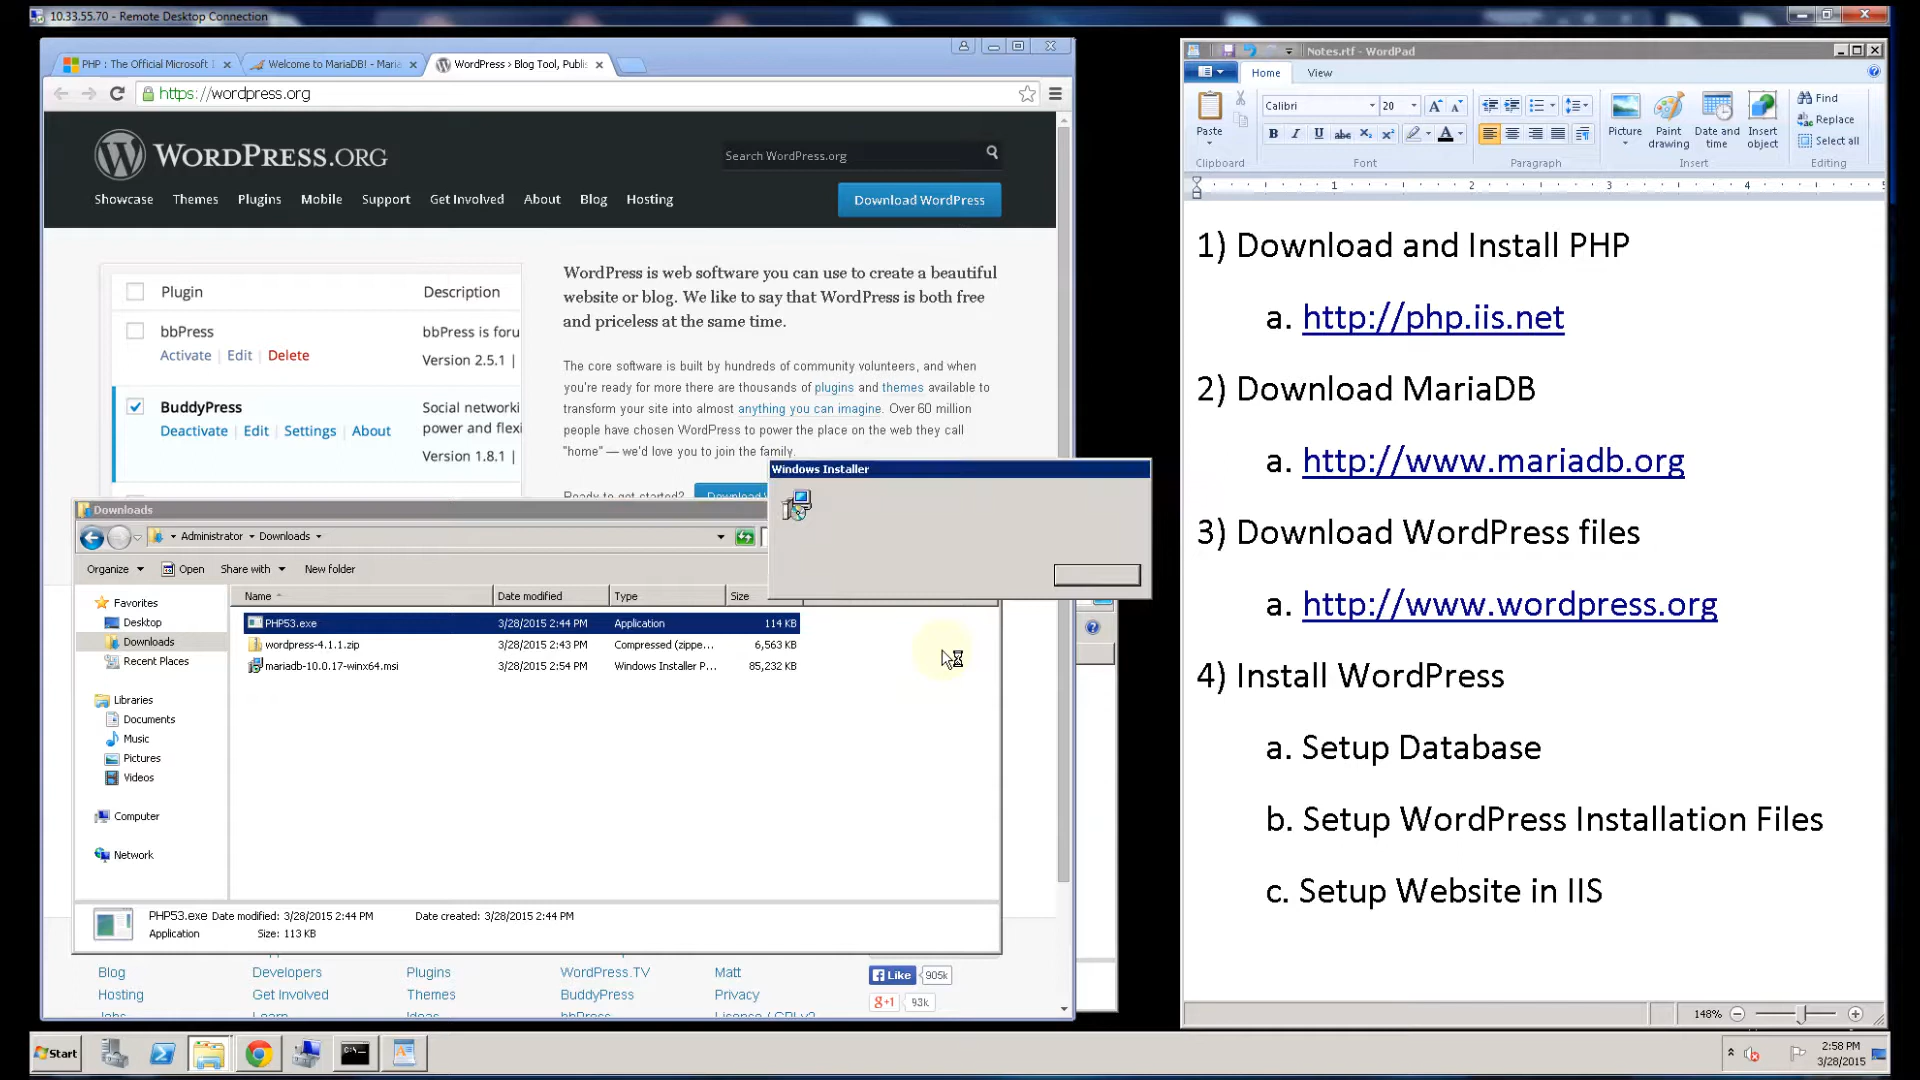 10.33.55.70 - Remote Desktop Connection
PHP : The Official Microsoft
Welcome to MariaDB! - Maria
WordPress › Blog Tool, Publis
https://wordpress.org
WORDPRESS.ORG
Search WordPress.org
Showcase Themes Plugins Mobile Support Get Involved About Blog Hosting
Download WordPress
Plugin Description
bbPress bbPress is foru
Activate | Edit | Delete Version 2.5.1 |
BuddyPress Social networki
Deactivate | Edit | Settings | About power and flexi
Version 1.8.1 |
WordPress is web software you can use to create a beautiful
website or blog. We like to say that WordPress is both free
and priceless at the same time.
The core software is built by hundreds of community volunteers, and when
you're ready for more there are thousands of plugins and themes available to
transform your site into almost anything you can imagine. Over 60 million
people have chosen WordPress to power the place on the web they call
"home" — we'd love you to join the family.
Ready to get started? Download
Windows Installer
Downloads
Administrator Downloads
Organize Open Share with New folder
Name Date modified Type Size
PHP53.exe 3/28/2015 2:44 PM Application 114 KB
wordpress-4.1.1.zip 3/28/2015 2:43 PM Compressed (zippe... 6,563 KB
mariadb-10.0.17-winx64.msi 3/28/2015 2:54 PM Windows Installer P... 85,232 KB
Favorites
Desktop
Downloads
Recent Places
Libraries
Documents
Music
Pictures
Videos
Computer
Network
PHP53.exe Date modified: 3/28/2015 2:44 PM Date created: 3/28/2015 2:44 PM
Application Size: 113 KB
Blog Developers Plugins WordPress.TV Matt
Like 905k
Hosting Get Involved Themes BuddyPress Privacy
+1 93k
Jobs Learn Ideas bbPress License / GPLv2
Notes.rtf - WordPad
Home View
Paste
Calibri 20
Picture
Paint drawing
Date and time
Insert object
Find
Replace
Select all
Clipboard Font Paragraph Insert Editing
1 2 3 4 5
1) Download and Install PHP
a. http://php.iis.net
2) Download MariaDB
a. http://www.mariadb.org
3) Download WordPress files
a. http://www.wordpress.org
4) Install WordPress
a. Setup Database
b. Setup WordPress Installation Files
c. Setup Website in IIS
148%
Start
2:58 PM
3/28/2015